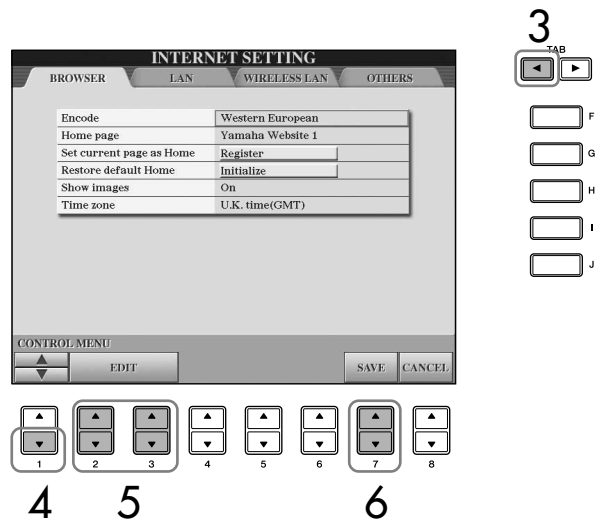 3
TAB
INTERNET SETTING
BROWSER LAN WIRELESS LAN OTHERS
Encode Western European
Home page Yamaha Website 1
Set current page as Home Register
Restore default Home Initialize
Show images On
Time zone U.K. time(GMT)
F
G
H
I
J
CONTROL MENU
EDIT SAVE CANCEL
1 2 3 4 5 6 7 8
4 5 6